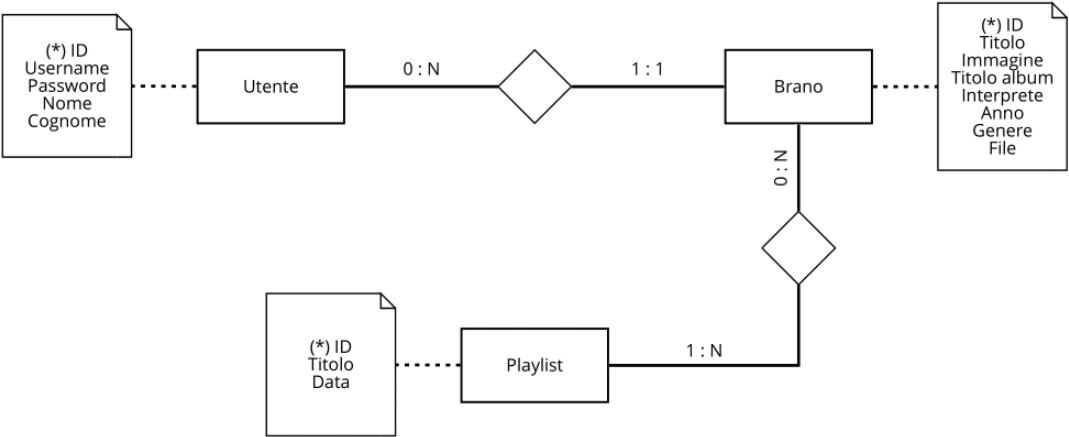 (*) ID
Username
Password
Nome
Cognome
Utente
0 : N
1 : 1
Brano
(*) ID
Titolo
Immagine
Titolo album
Interprete
Anno
Genere
File
0 : N
(*) ID
Titolo
Data
Playlist
1 : N